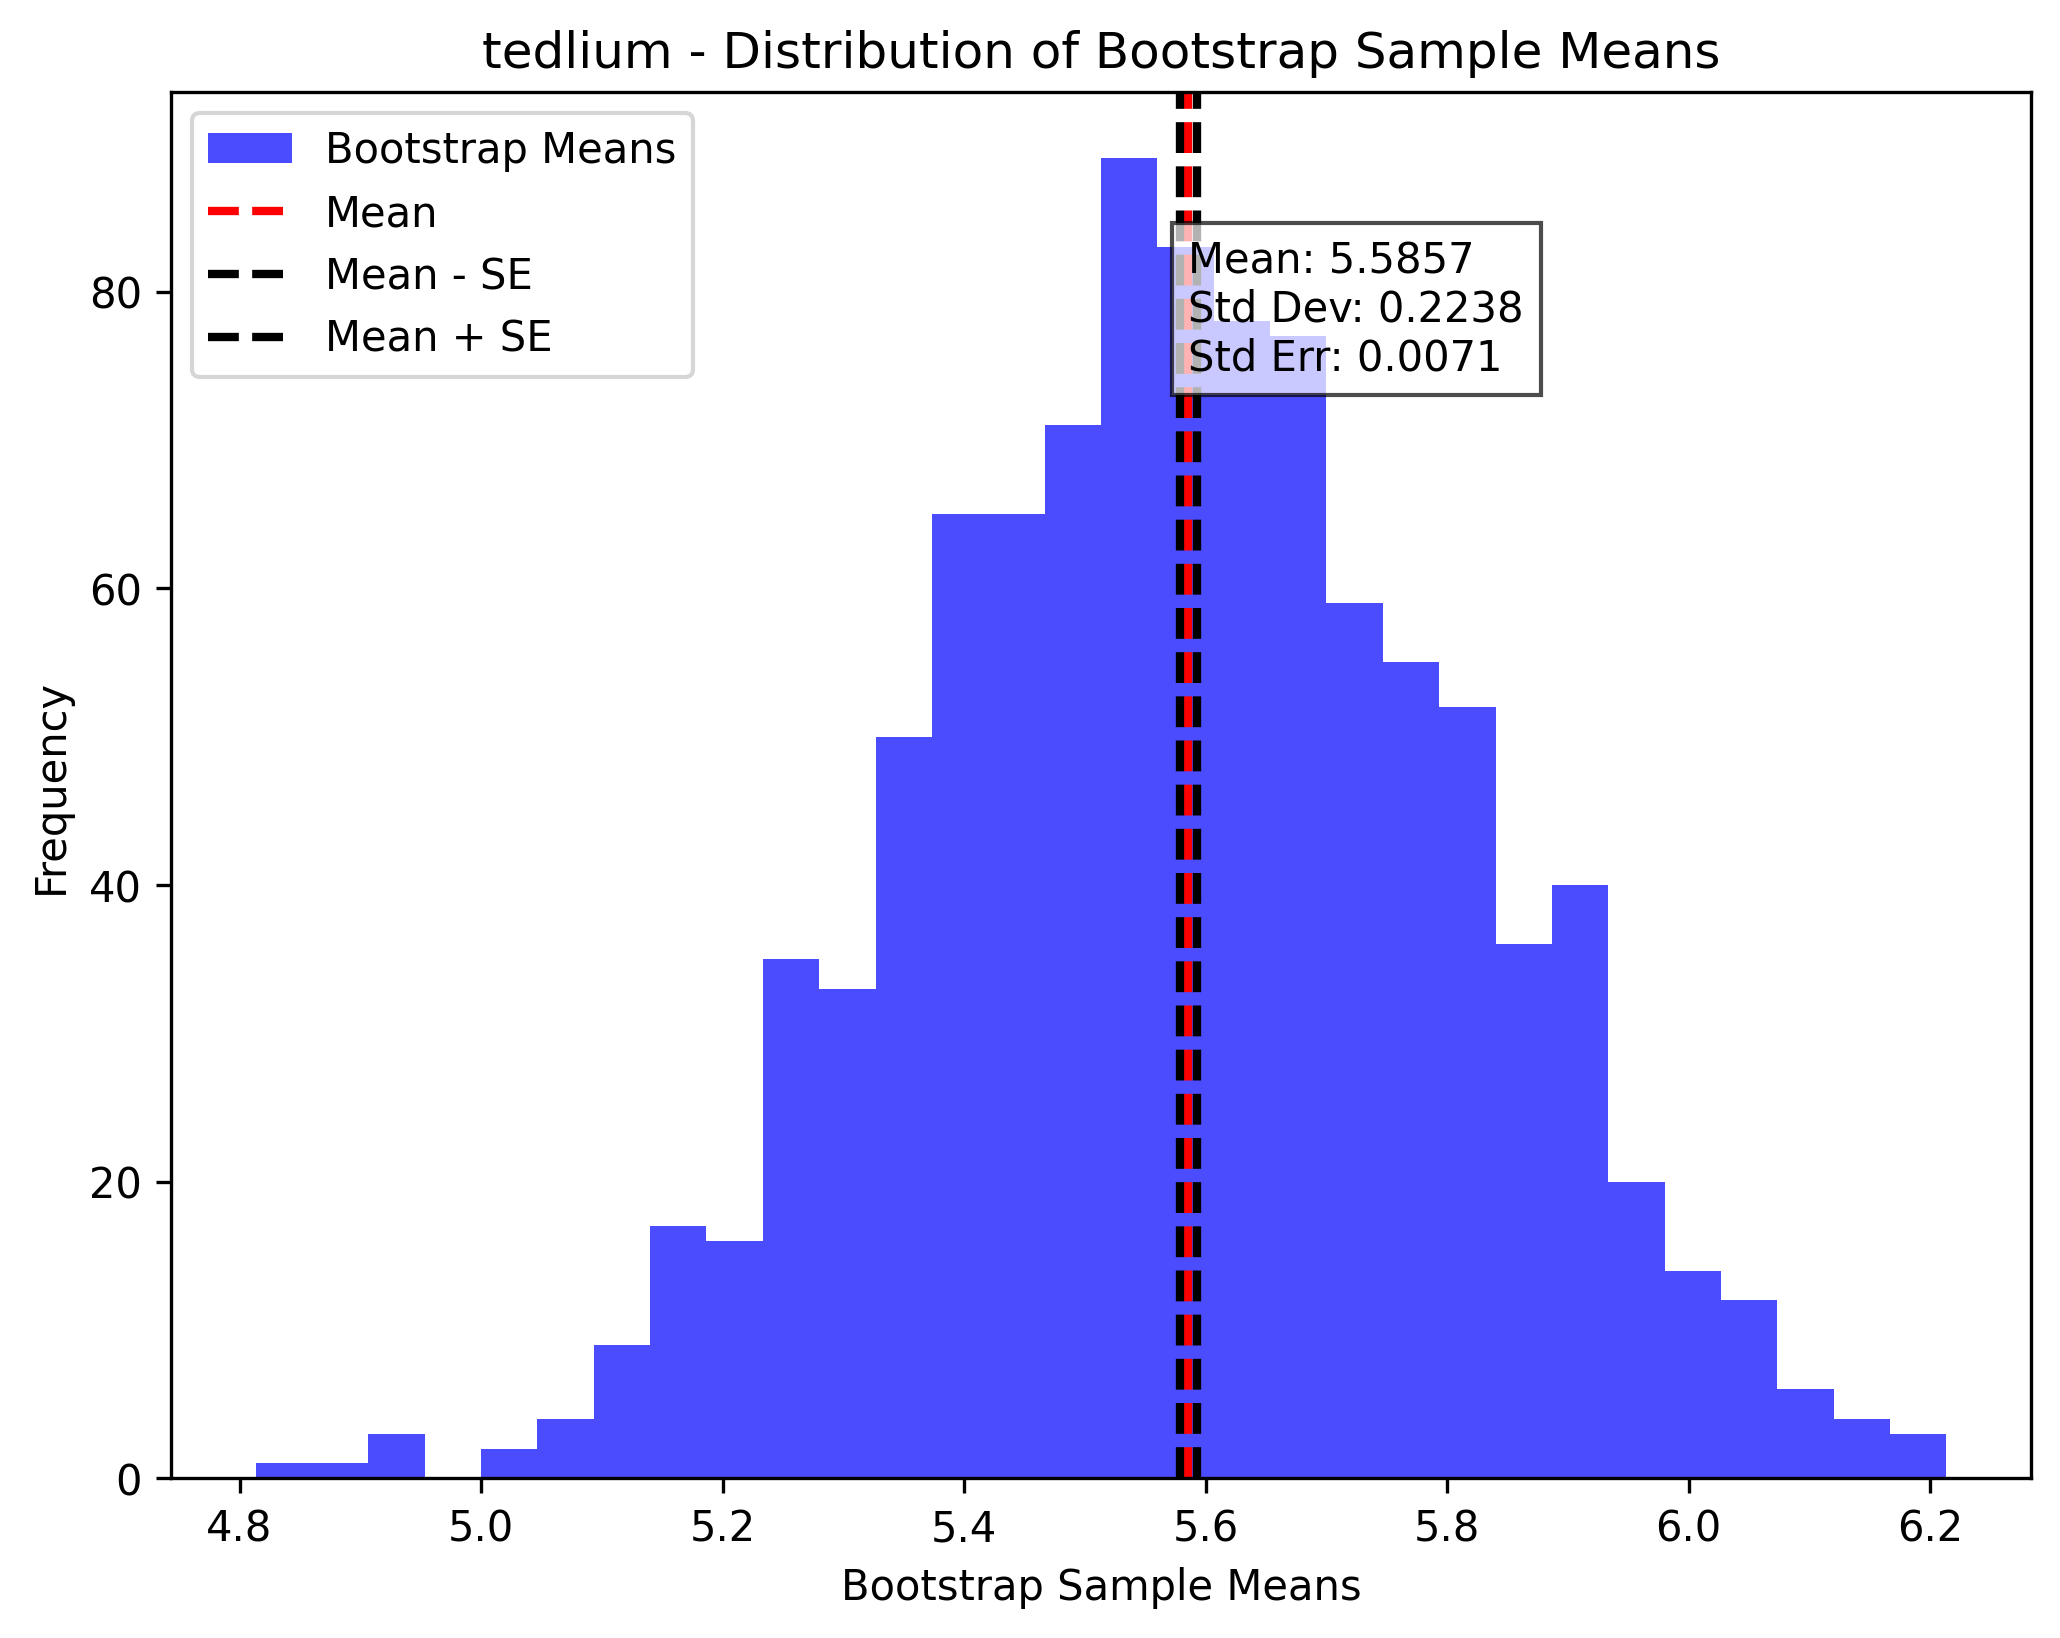 tedlium - Distribution of Bootstrap Sample Means
Bootstrap Means
Mean
Mean - SE
Mean + SE
Mean: 5.5857
Std Dev: 0.2238
Std Err: 0.0071
Frequency
80
60
40
20
0
4.8 5.0 5.2 5.4 5.6 5.8 6.0 6.2
Bootstrap Sample Means